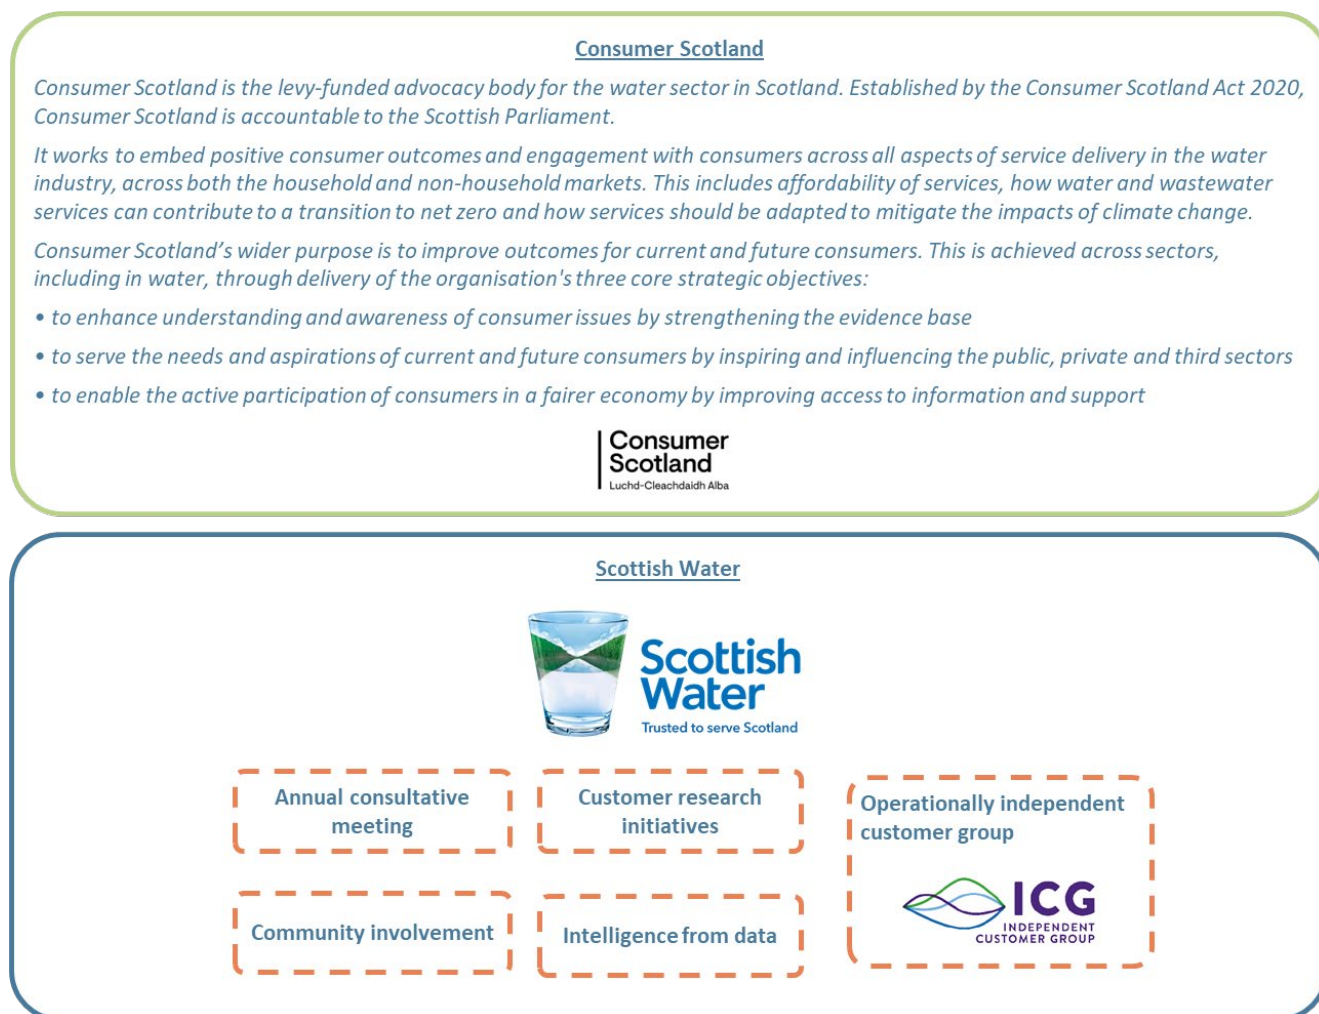 Consumer Scotland
Consumer Scotland is the levy-funded advocacy body for the water sector in Scotland. Established by the Consumer Scotland Act 2020,
Consumer Scotland is accountable to the Scottish Parliament.
It works to embed positive consumer outcomes and engagement with consumers across all aspects of service delivery in the water
industry, across both the household and non-household markets. This includes affordability of services, how water and wastewater
services can contribute to a transition to net zero and how services should be adapted to mitigate the impacts of climate change.
Consumer Scotland's wider purpose is to improve outcomes for current and future consumers. This is achieved across sectors,
including in water, through delivery of the organisation's three core strategic objectives:
• to enhance understanding and awareness of consumer issues by strengthening the evidence base
• to serve the needs and aspirations of current and future consumers by inspiring and influencing the public, private and third sectors
• to enable the active participation of consumers in a fairer economy by improving access to information and support
Consumer
Scotland
Luchd-Cleachdaidh Alba
Scottish Water
Scottish
Water
Trusted to serve Scotland
Annual consultative
meeting
Customer research
initiatives
Operationally independent
customer group
Community involvement
Intelligence from data
ICG
INDEPENDENT
CUSTOMER GROUP